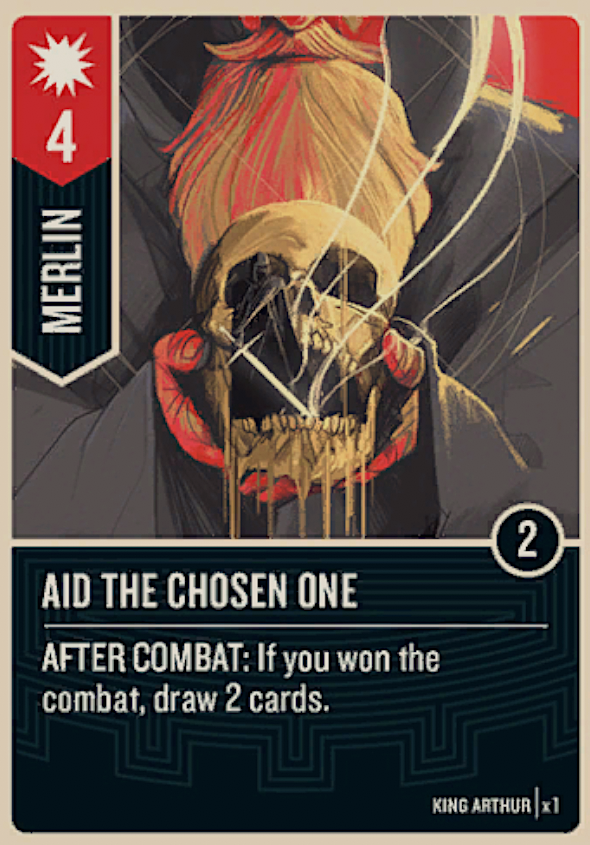 4
MERLIN
2
AID THE CHOSEN ONE
AFTER COMBAT: If you won the
combat, draw 2 cards.
KING ARTHUR | x1